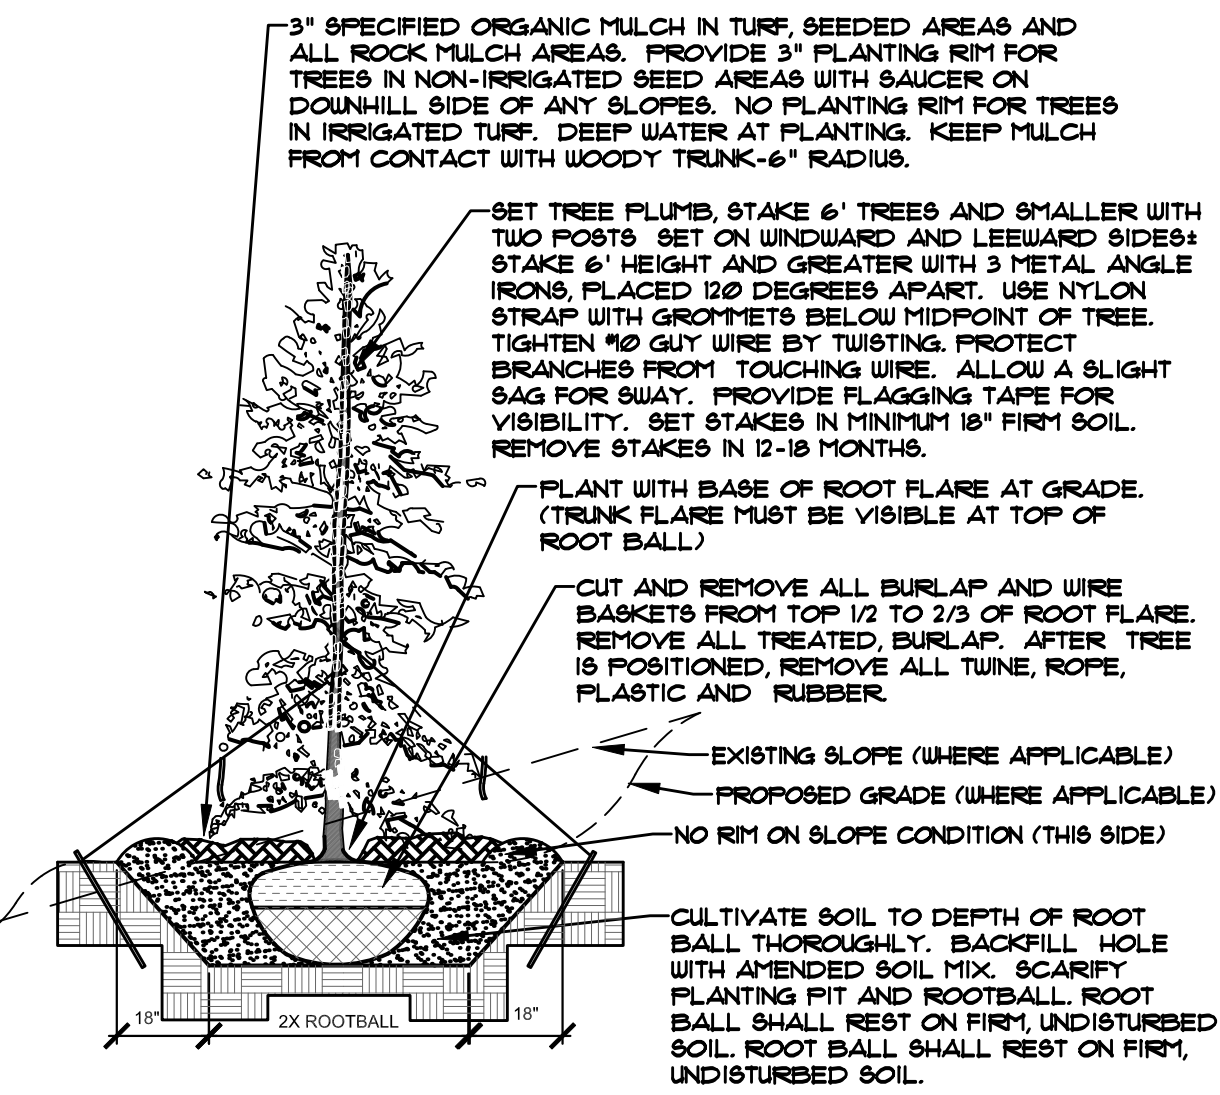 3" SPECIFIED ORGANIC MULCH IN TURF, SEEDED AREAS AND
ALL ROCK MULCH AREAS. PROVIDE 3" PLANTING RIM FOR
TREES IN NON-IRRIGATED SEED AREAS WITH SAUCER ON
DOWNHILL SIDE OF ANY SLOPES. NO PLANTING RIM FOR TREES
IN IRRIGATED TURF. DEEP WATER AT PLANTING. KEEP MULCH
FROM CONTACT WITH WOODY TRUNK-6" RADIUS.
SET TREE PLUMB, STAKE 6' TREES AND SMALLER WITH
TWO POSTS SET ON WINDWARD AND LEEWARD SIDES±
STAKE 6' HEIGHT AND GREATER WITH 3 METAL ANGLE
IRONS, PLACED 120 DEGREES APART. USE NYLON
STRAP WITH GROMMETS BELOW MIDPOINT OF TREE.
TIGHTEN #10 GUY WIRE BY TWISTING. PROTECT
BRANCHES FROM TOUCHING WIRE. ALLOW A SLIGHT
SAG FOR SWAY. PROVIDE FLAGGING TAPE FOR
VISIBILITY. SET STAKES IN MINIMUM 18" FIRM SOIL.
REMOVE STAKES IN 12-18 MONTHS.
PLANT WITH BASE OF ROOT FLARE AT GRADE.
(TRUNK FLARE MUST BE VISIBLE AT TOP OF
ROOT BALL)
CUT AND REMOVE ALL BURLAP AND WIRE
BASKETS FROM TOP 1/2 TO 2/3 OF ROOT FLARE.
REMOVE ALL TREATED, BURLAP. AFTER TREE
IS POSITIONED, REMOVE ALL TWINE, ROPE,
PLASTIC AND RUBBER.
EXISTING SLOPE (WHERE APPLICABLE)
PROPOSED GRADE (WHERE APPLICABLE)
NO RIM ON SLOPE CONDITION (THIS SIDE)
CULTIVATE SOIL TO DEPTH OF ROOT
BALL THOROUGHLY. BACKFILL HOLE
WITH AMENDED SOIL MIX. SCARIFY
PLANTING PIT AND ROOTBALL. ROOT
BALL SHALL REST ON FIRM, UNDISTURBED
SOIL. ROOT BALL SHALL REST ON FIRM,
UNDISTURBED SOIL.
18" 2X ROOTBALL 18"